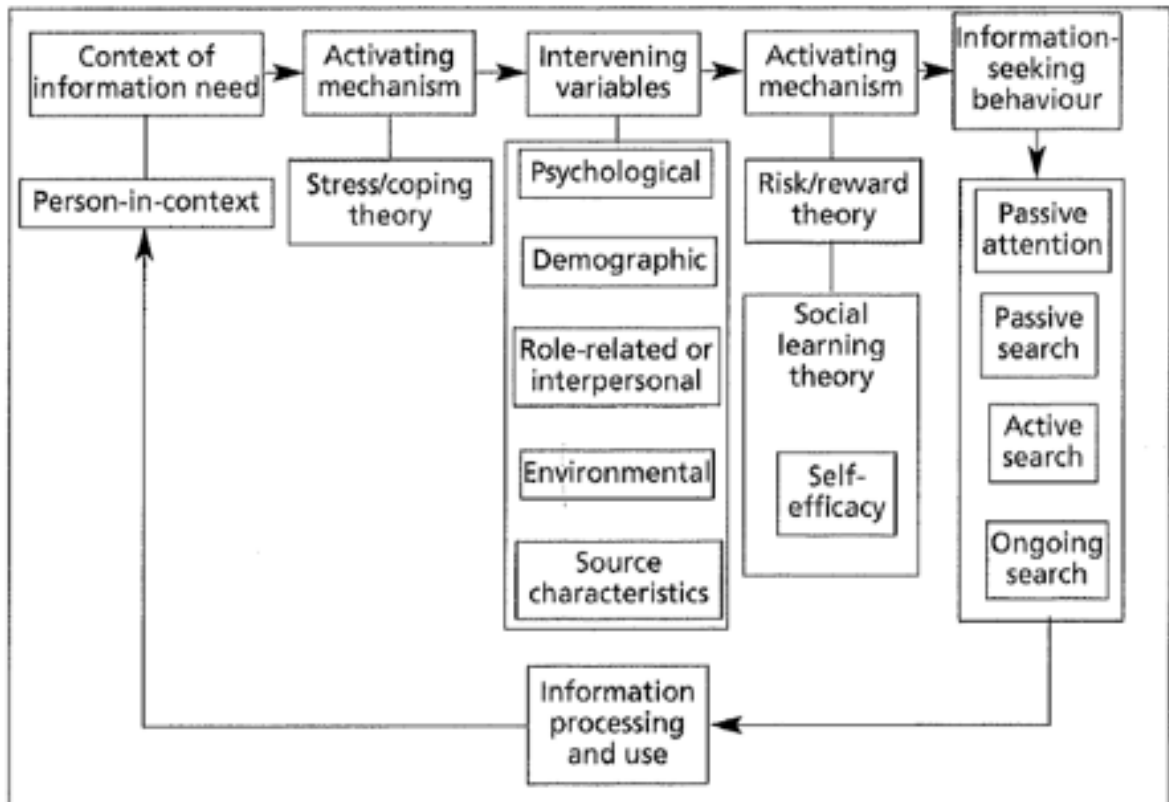 Context of
information need
Activating
mechanism
Intervening
variables
Activating
mechanism
Information-
seeking
behaviour
Person-in-context
Stress/coping
theory
Psychological
Demographic
Role-related or
interpersonal
Environmental
Source
characteristics
Risk/reward
theory
Social
learning
theory
Self-
efficacy
Passive
attention
Passive
search
Active
search
Ongoing
search
Information
processing
and use